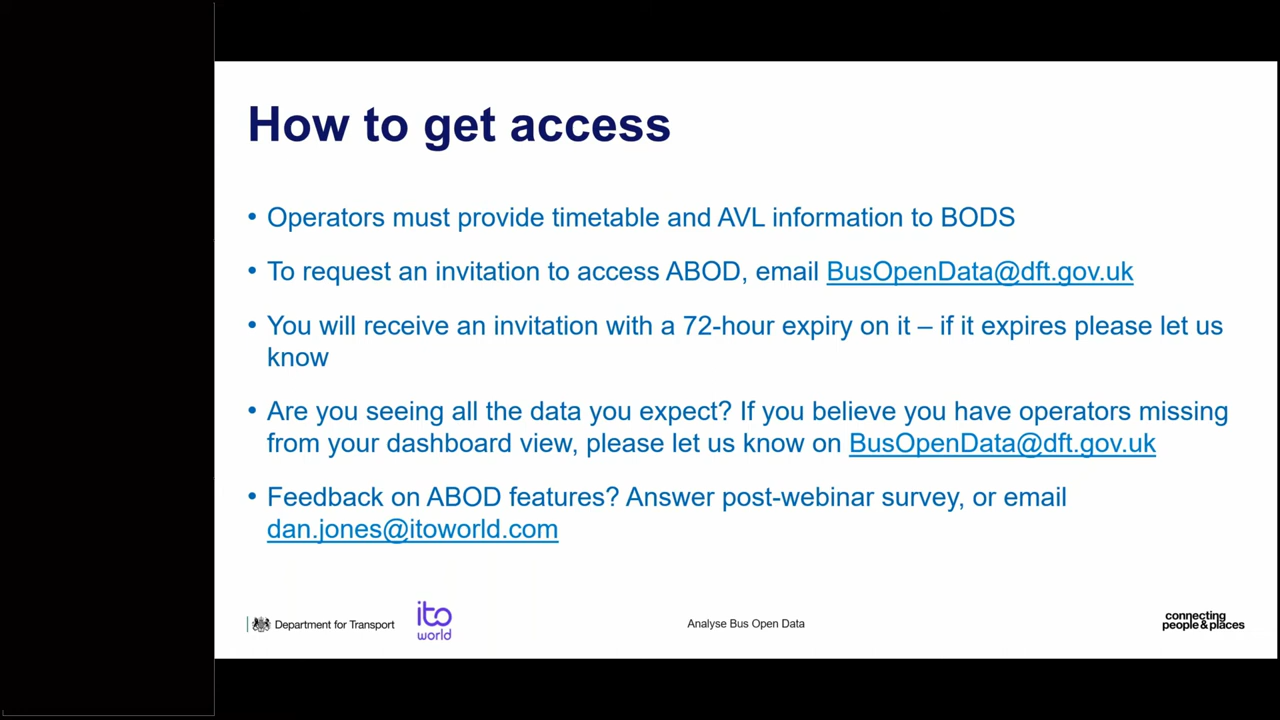 How to get access
• Operators must provide timetable and AVL information to BODS
• To request an invitation to access ABOD, email BusOpenData@dft.gov.uk
• You will receive an invitation with a 72-hour expiry on it – if it expires please let us
know
• Are you seeing all the data you expect? If you believe you have operators missing
from your dashboard view, please let us know on BusOpenData@dft.gov.uk
• Feedback on ABOD features? Answer post-webinar survey, or email
dan.jones@itoworld.com
Department for Transport
ito
world
Analyse Bus Open Data
connecting
people&places